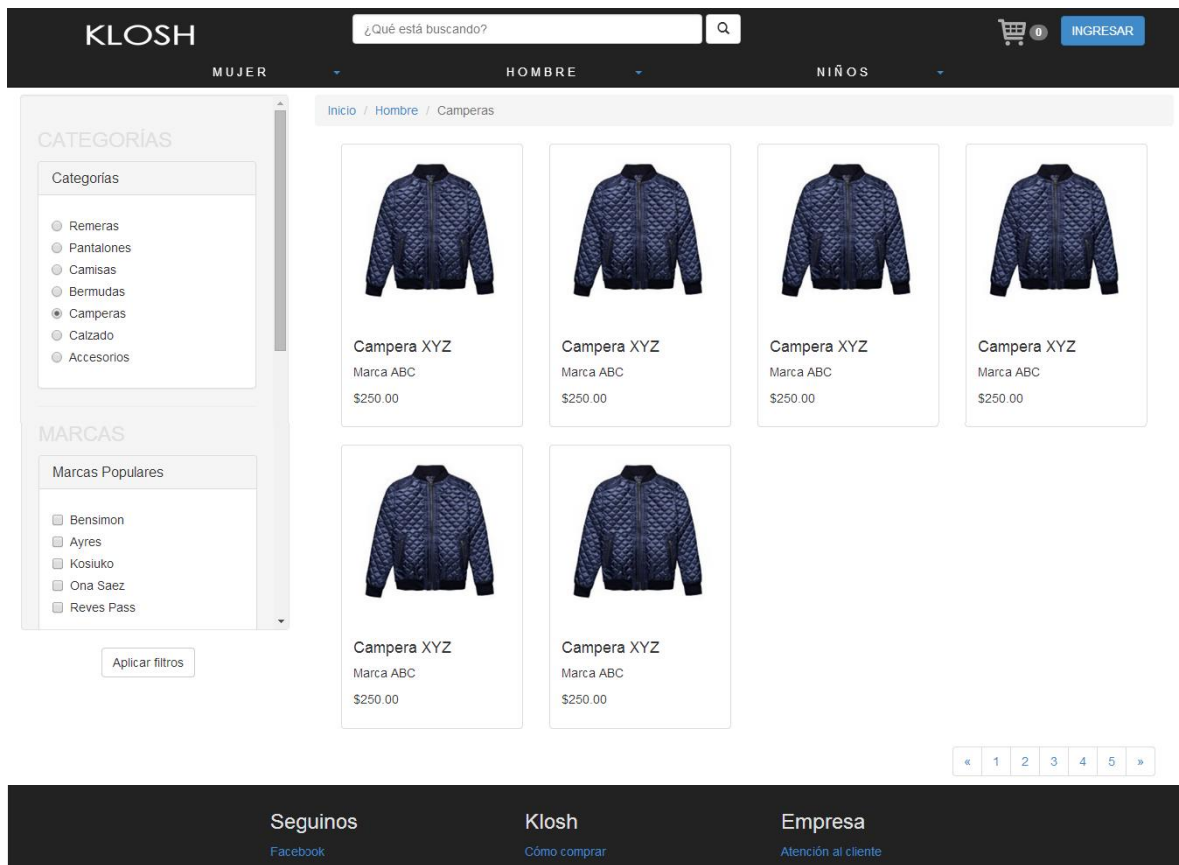 KLOSH
¿Qué está buscando?
0
INGRESAR
MUJER HOMBRE NIÑOS
Inicio / Hombre / Camperas
CATEGORÍAS
Categorías
Remeras
Pantalones
Camisas
Bermudas
Camperas
Calzado
Accesorios
MARCAS
Marcas Populares
Bensimon
Ayres
Kosiuko
Ona Saez
Reves Pass
Aplicar filtros
Campera XYZ
Marca ABC
$250.00
Campera XYZ
Marca ABC
$250.00
Campera XYZ
Marca ABC
$250.00
Campera XYZ
Marca ABC
$250.00
Campera XYZ
Marca ABC
$250.00
Campera XYZ
Marca ABC
$250.00
« 1 2 3 4 5 »
Seguinos
Facebook
Klosh
Cómo comprar
Empresa
Atención al cliente